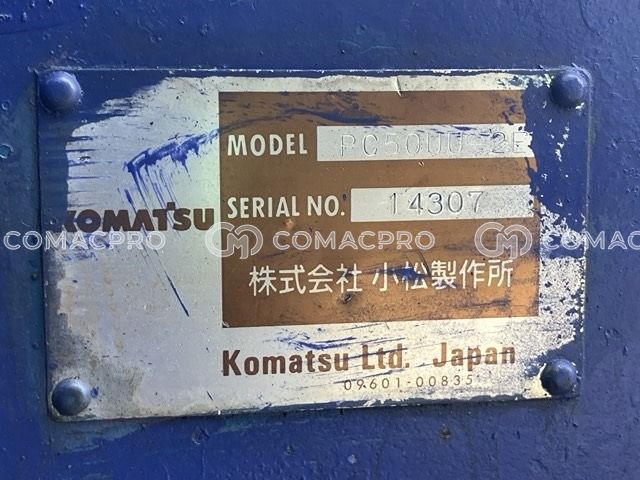 MODEL PC50UU-2E
KOMATSU
SERIAL NO. 14307
COMACPRO COMACPRO COMACPRO
株式会社 小松製作所
Komatsu Ltd. Japan
09601-00835